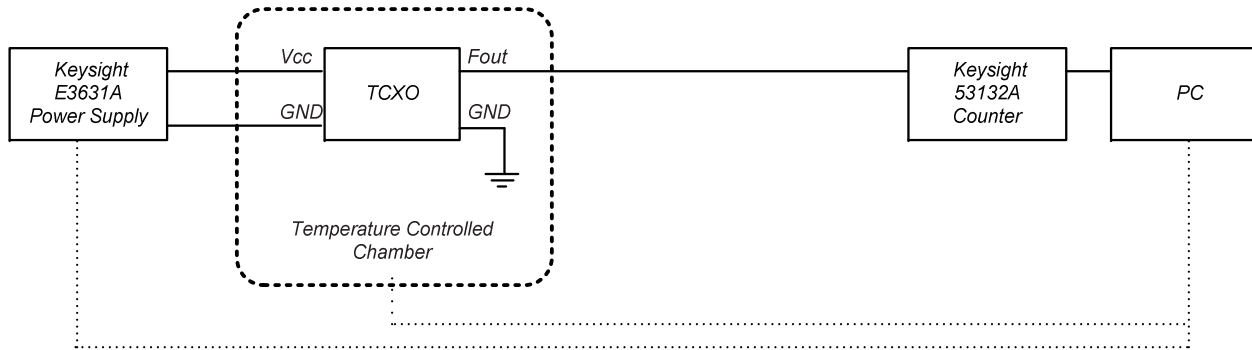 Keysight
E3631A
Power Supply
Vcc
GND
TCXO
Fout
GND
Temperature Controlled
Chamber
Keysight
53132A
Counter
PC